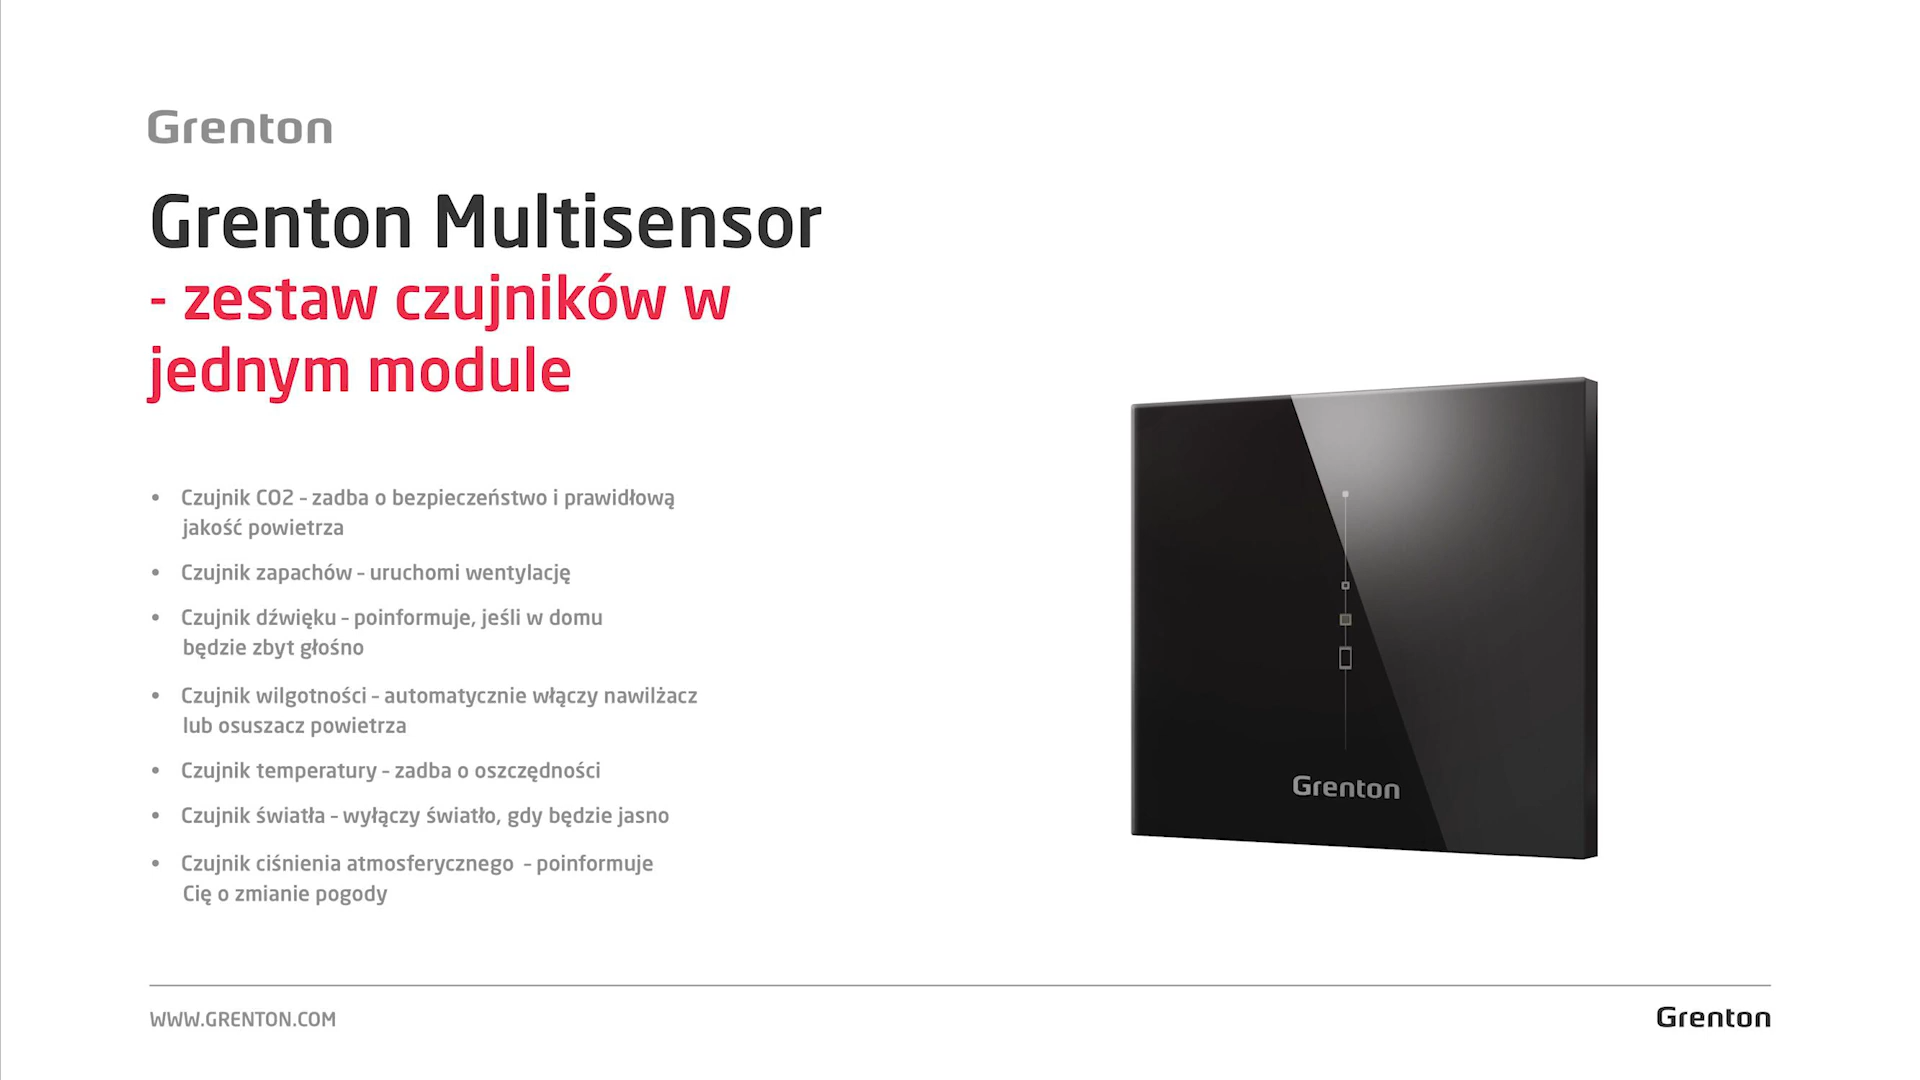 Grenton
Grenton Multisensor
- zestaw czujników w
jednym module
• Czujnik CO2 – zadba o bezpieczeństwo i prawidłową
jakość powietrza
• Czujnik zapachów – uruchomi wentylację
• Czujnik dźwięku – poinformuje, jeśli w domu
będzie zbyt głośno
• Czujnik wilgotności – automatycznie włączy nawilżacz
lub osuszacz powietrza
• Czujnik temperatury – zadba o oszczędności
• Czujnik światła – wyłączy światło, gdy będzie jasno
• Czujnik ciśnienia atmosferycznego – poinformuje
Cię o zmianie pogody
Grenton
WWW.GRENTON.COM
Grenton